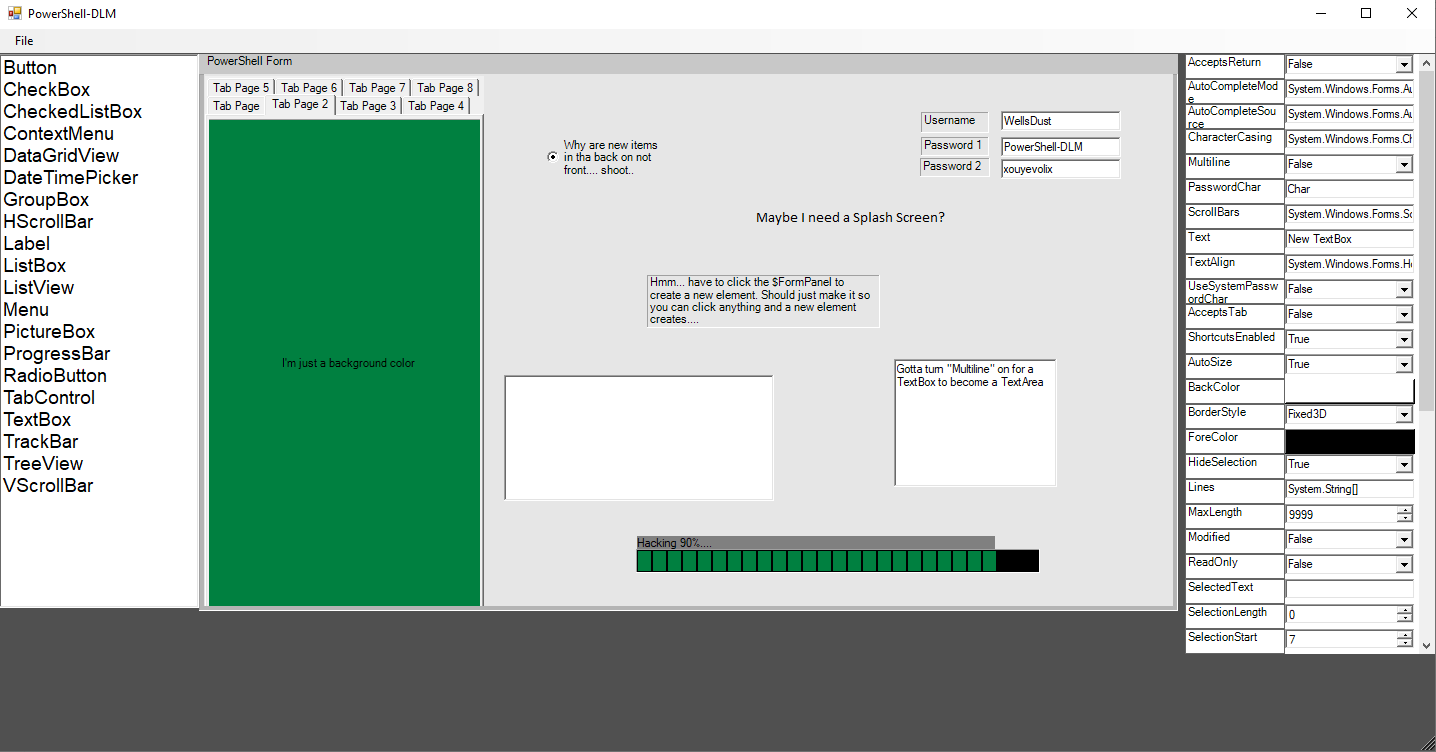 PowerShell-DLM
File
Button
CheckBox
CheckedListBox
ContextMenu
DataGridView
DateTimePicker
GroupBox
HScrollBar
Label
ListBox
ListView
Menu
PictureBox
ProgressBar
RadioButton
TabControl
TextBox
TrackBar
TreeView
VScrollBar
PowerShell Form
Tab Page 5 Tab Page 6 Tab Page 7 Tab Page 8
Tab Page Tab Page 2 Tab Page 3 Tab Page 4
I'm just a background color
Why are new items
in tha back on not
front.... shoot..
Username WellsDust
Password 1 PowerShell-DLM
Password 2 xouyevolix
Maybe I need a Splash Screen?
Hmm... have to click the $FormPanel to
create a new element. Should just make it so
you can click anything and a new element
creates....
Gotta turn "Multiline" on for a
TextBox to become a TextArea
Hacking 90%....
AcceptsReturn False
AutoCompleteMod
e System.Windows.Forms.Au
AutoCompleteSou
rce System.Windows.Forms.Au
CharacterCasing System.Windows.Forms.Ch
Multiline False
PasswordChar Char
ScrollBars System.Windows.Forms.Sc
Text New TextBox
TextAlign System.Windows.Forms.Ho
UseSystemPassw
ordChar False
AcceptsTab False
ShortcutsEnabled True
AutoSize True
BackColor
BorderStyle Fixed3D
ForeColor
HideSelection True
Lines System.String[]
MaxLength 9999
Modified False
ReadOnly False
SelectedText
SelectionLength 0
SelectionStart 7